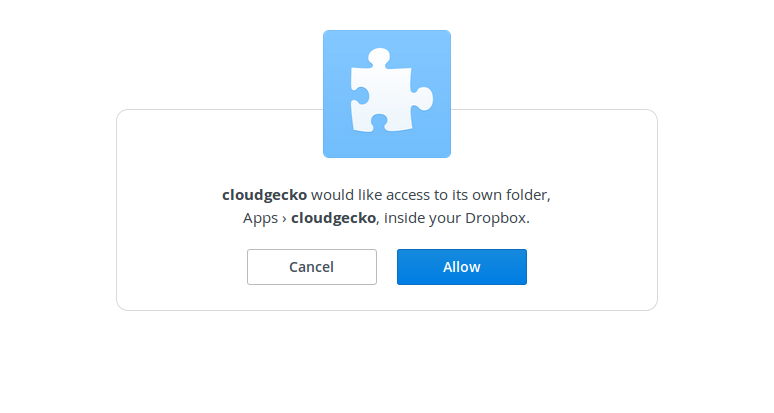 cloudgecko would like access to its own folder,
Apps › cloudgecko, inside your Dropbox.
Cancel
Allow